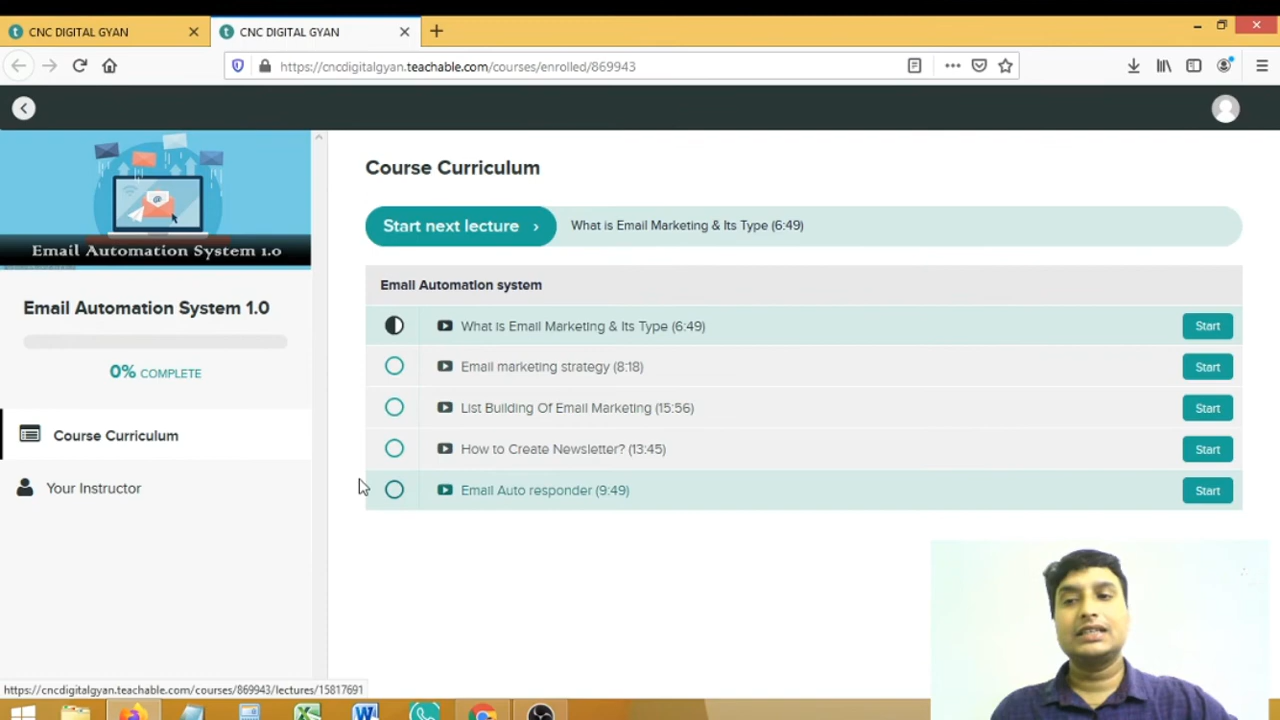 CNC DIGITAL GYAN
CNC DIGITAL GYAN
https://cncdigitalgyan.teachable.com/courses/enrolled/869943
Email Automation System 1.0
Email Automation System 1.0
0% COMPLETE
Course Curriculum
Your Instructor
Course Curriculum
Start next lecture › What is Email Marketing & Its Type (6:49)
Email Automation system
What is Email Marketing & Its Type (6:49) Start
Email marketing strategy (8:18) Start
List Building Of Email Marketing (15:56) Start
How to Create Newsletter? (13:45) Start
Email Auto responder (9:49) Start
https://cncdigitalgyan.teachable.com/courses/869943/lectures/15817691